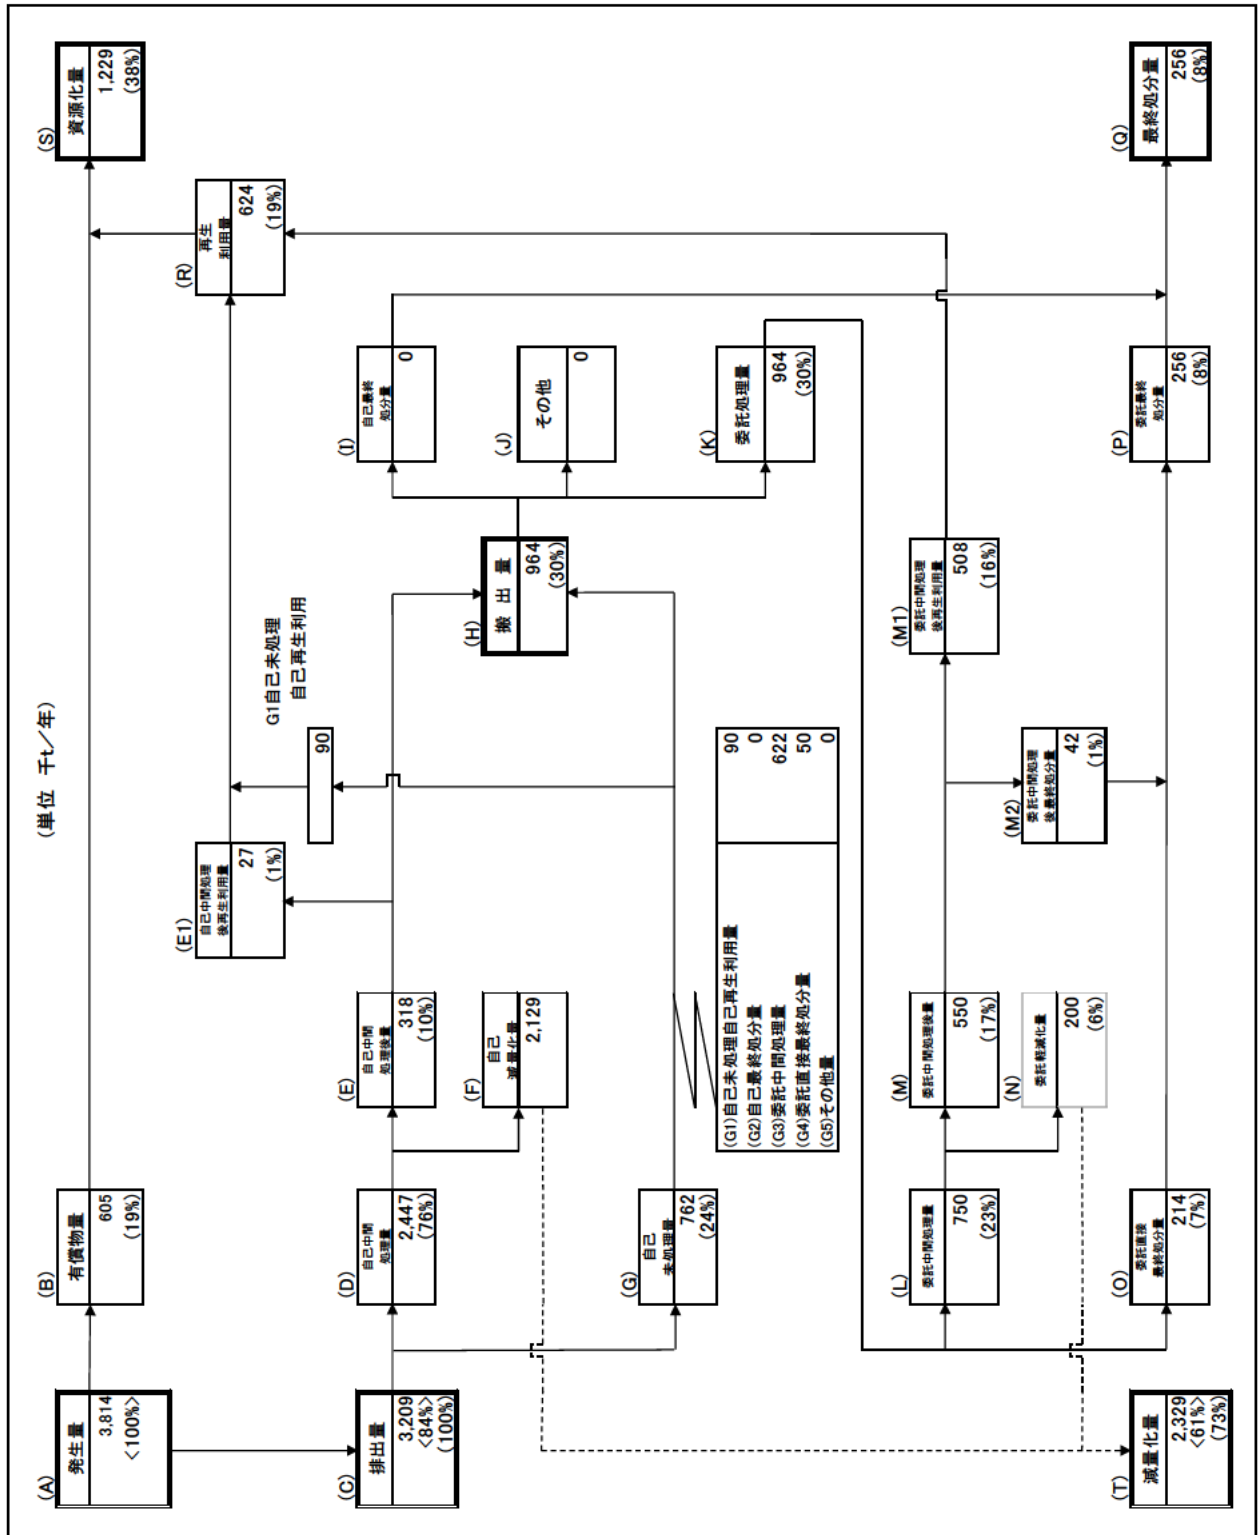 (単位 千t/年)
(A)
発生量
3,814
<100%>
(B)
有償物量
605
(19%)
(S)
資源化量
1,229
(38%)
(E1)
自己中間処理
後再生利用量
27
(1%)
G1自己未処理
自己再生利用
90
(R)
再生
利用量
624
(19%)
(C)
排出量
3,209
<84%>
(100%)
(D)
自己中間
処理量
2,447
(76%)
(E)
自己中間
処理後量
318
(10%)
(F)
自己
減量化量
2,129
(G)
自己
未処理量
762
(24%)
(G1)自己未処理自己再生利用量 90
(G2)自己最終処分量 0
(G3)委託中間処理量 622
(G4)委託直接最終処分量 50
(G5)その他量 0
(H)
搬出量
964
(30%)
(I)
自己最終
処分量
0
(J)
その他
0
(K)
委託処理量
964
(30%)
(L)
委託中間処理量
750
(23%)
(M)
委託中間処理後量
550
(17%)
(N)
委託軽減化量
200
(6%)
(M1)
委託中間処理
後再生利用量
508
(16%)
(M2)
委託中間処理
後最終処分量
42
(1%)
(O)
委託直接
最終処分量
214
(7%)
(P)
委託最終
処分量
256
(8%)
(Q)
最終処分量
256
(8%)
(T)
減量化量
2,329
<61%>
(73%)